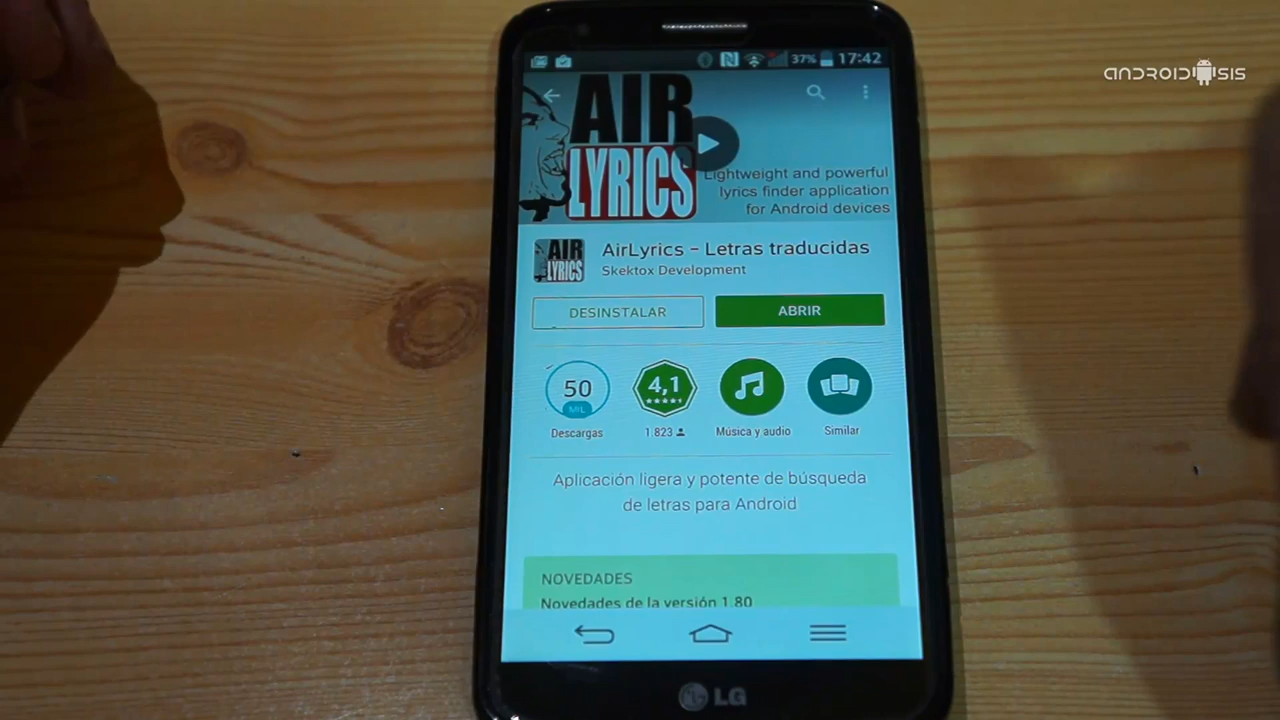 ANDROIDSIS
37% 17:42
AIR
LYRICS
Lightweight and powerful
lyrics finder application
for Android devices
AIR
LYRICS
AirLyrics – Letras traducidas
Skektox Development
DESINSTALAR
ABRIR
50
MIL
4,1
Descargas
1.823
Música y audio
Similar
Aplicación ligera y potente de búsqueda
de letras para Android
NOVEDADES
Novedades de la versión 1.80
LG